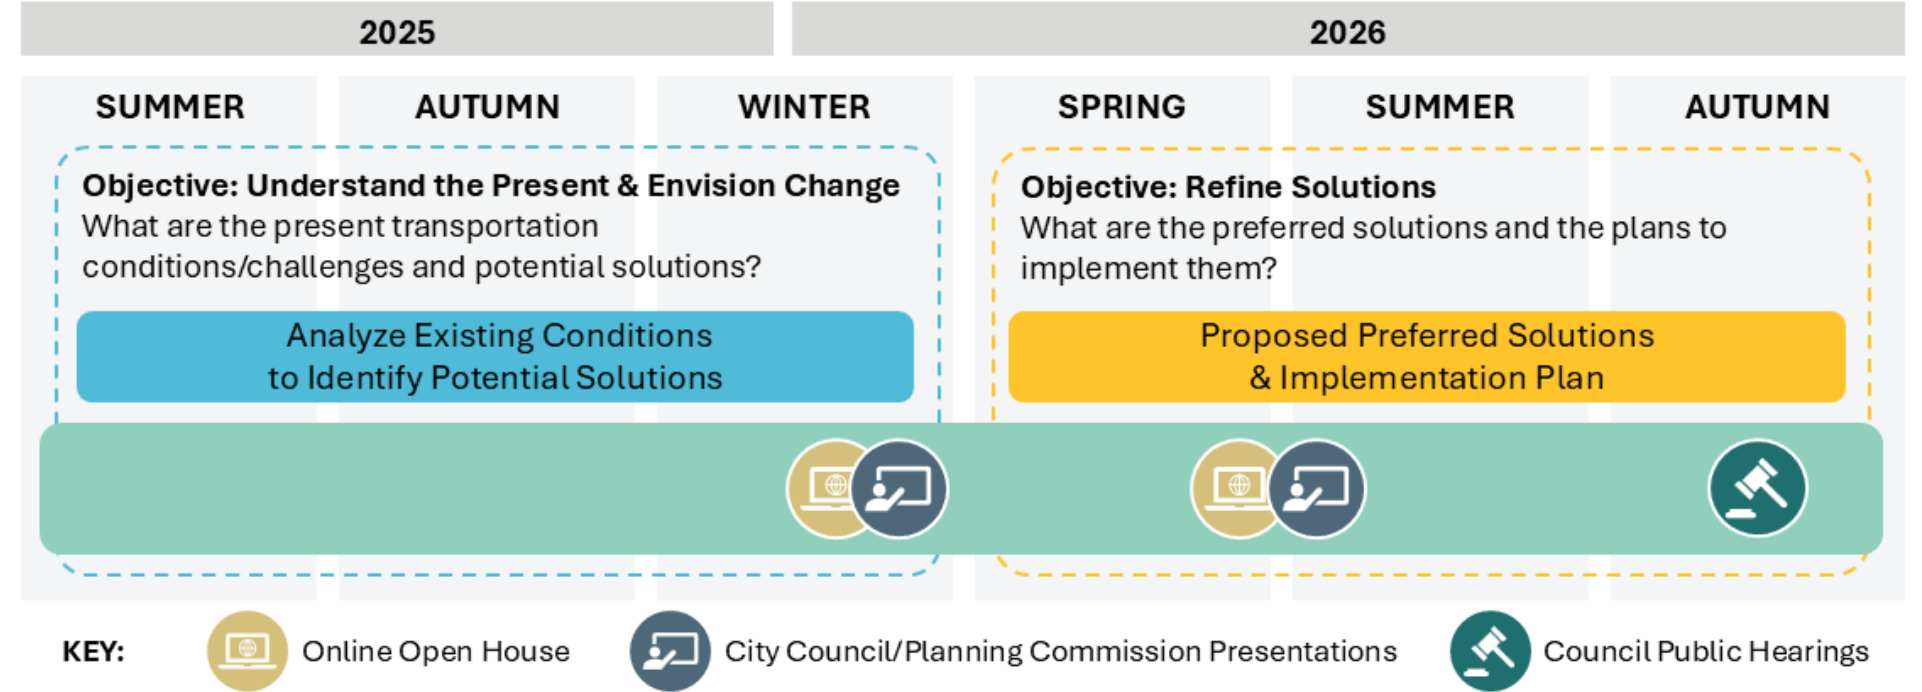 2025
2026
SUMMER
AUTUMN
WINTER
SPRING
SUMMER
AUTUMN
Objective: Understand the Present & Envision Change
What are the present transportation
conditions/challenges and potential solutions?
Analyze Existing Conditions
to Identify Potential Solutions
Objective: Refine Solutions
What are the preferred solutions and the plans to
implement them?
Proposed Preferred Solutions
& Implementation Plan
KEY:
Online Open House
City Council/Planning Commission Presentations
Council Public Hearings